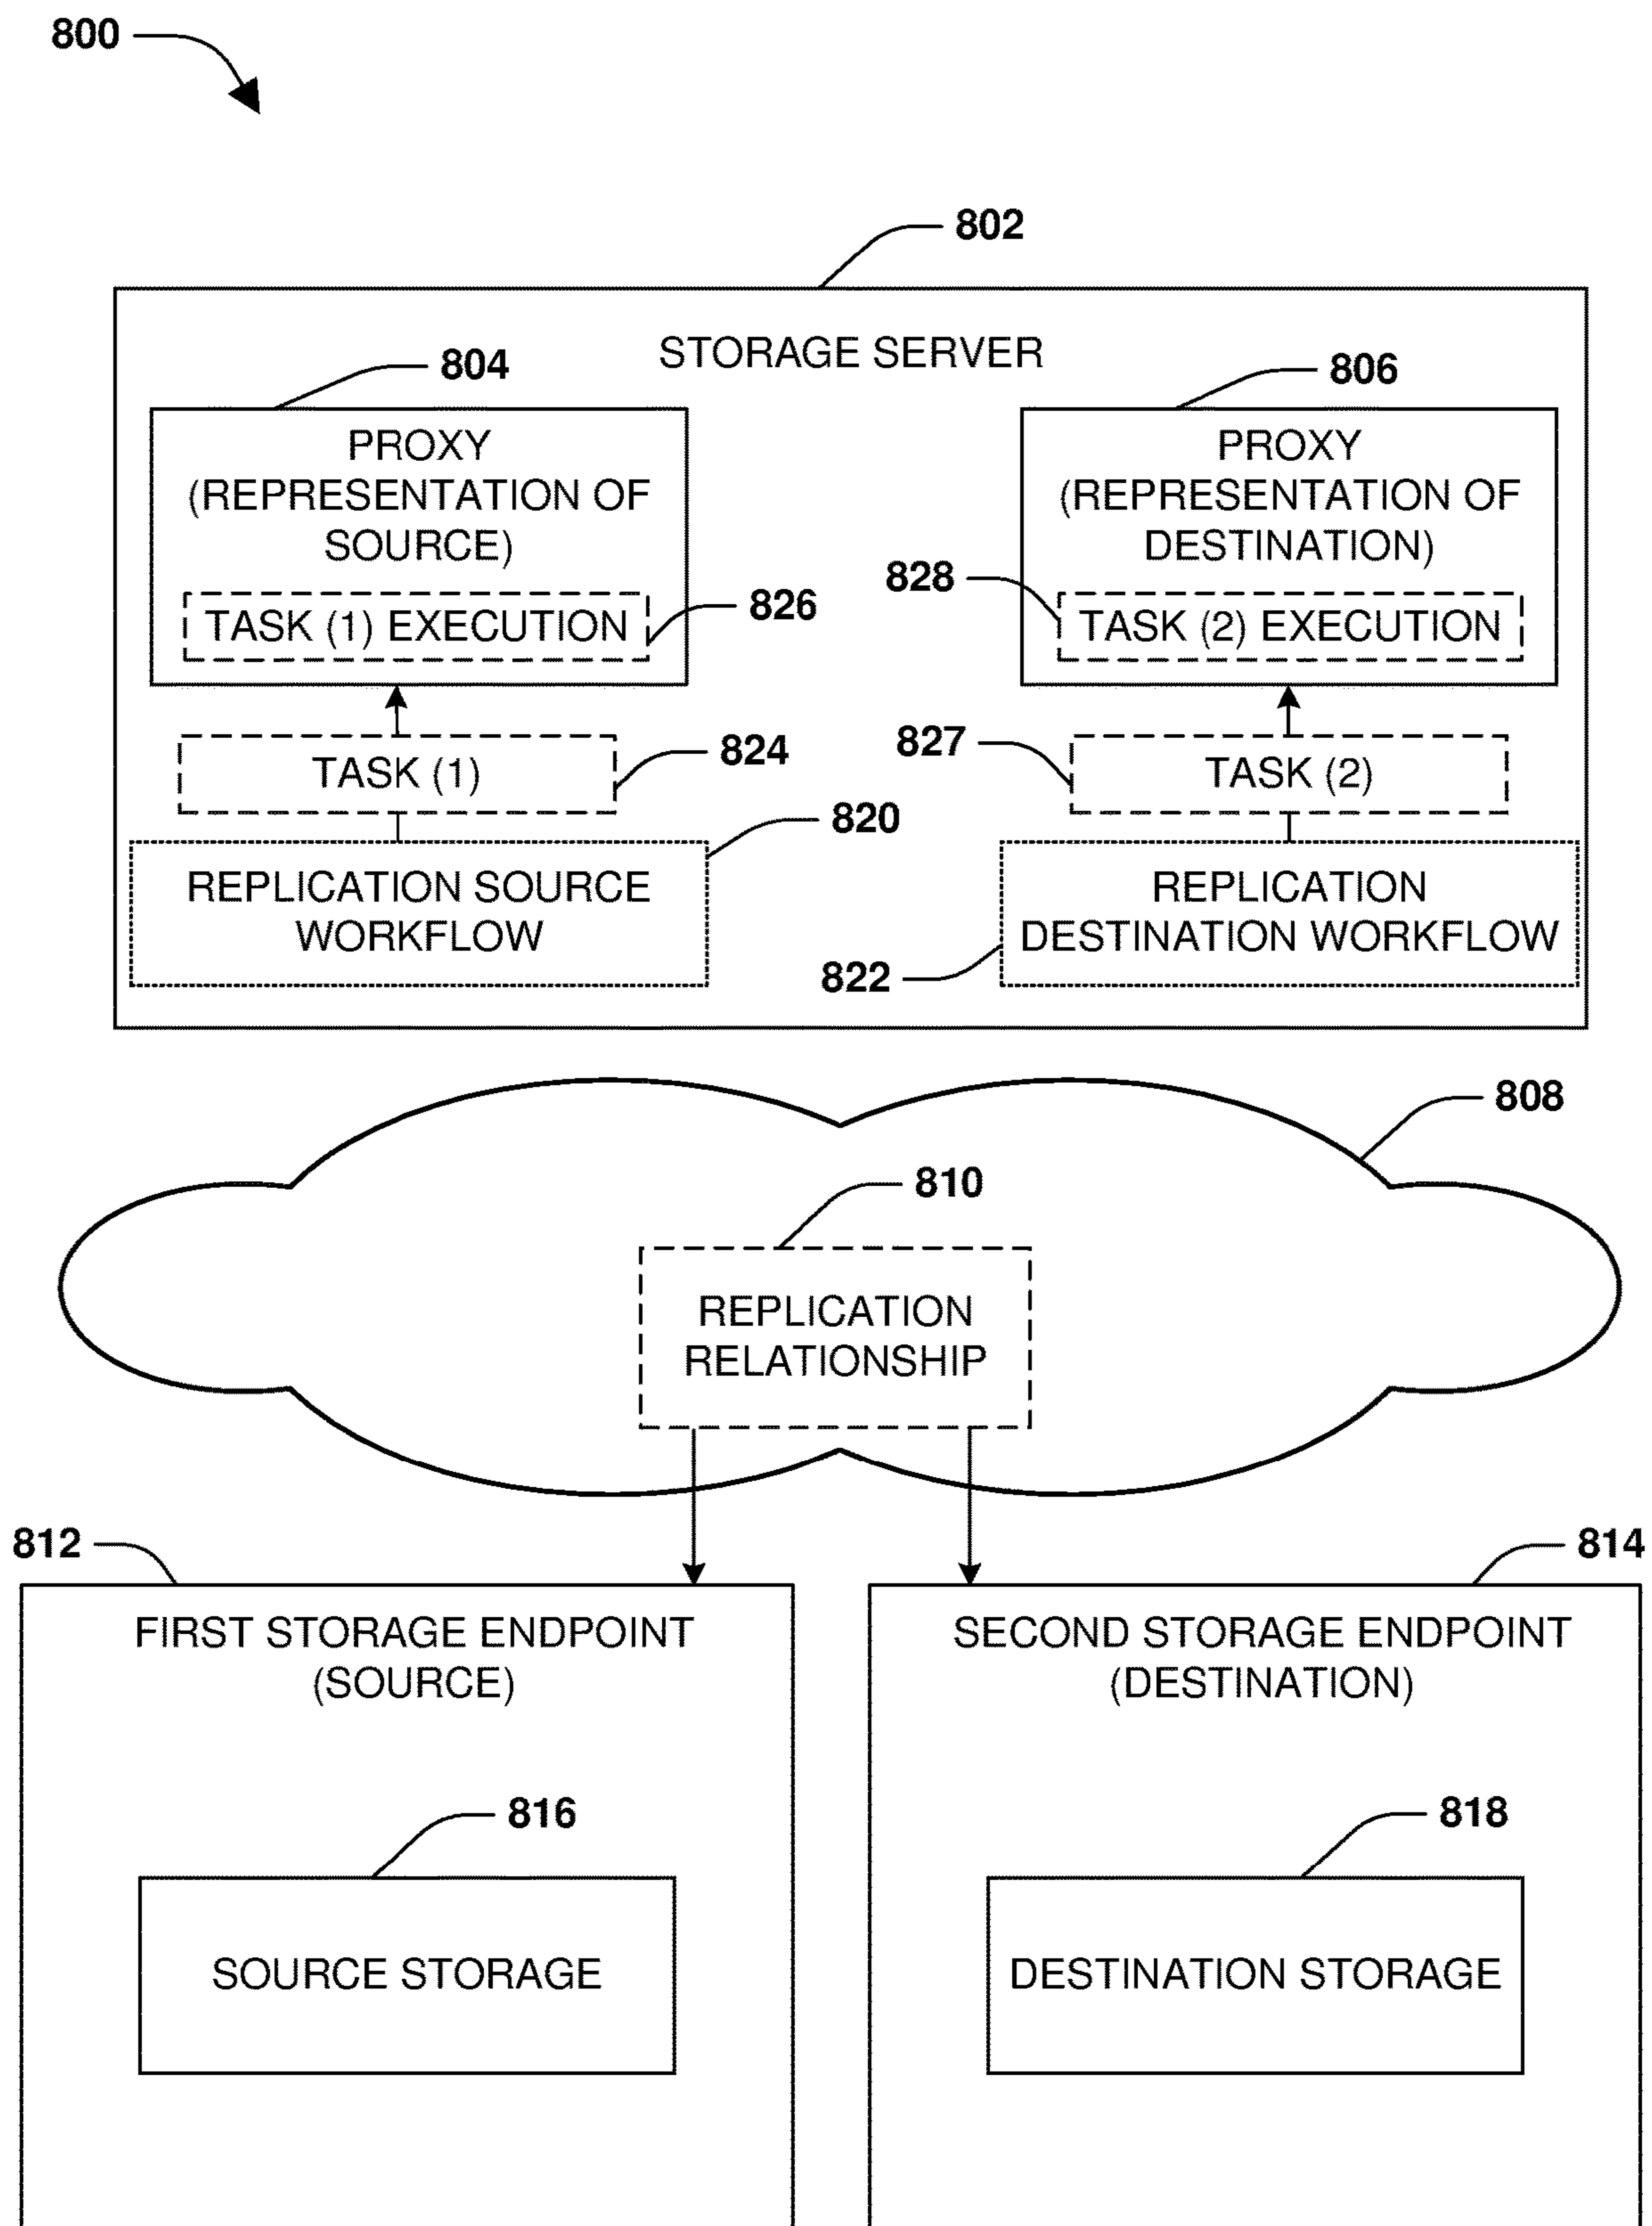 800
802
STORAGE SERVER
804
806
PROXY
(REPRESENTATION OF
SOURCE)
PROXY
(REPRESENTATION OF
DESTINATION)
TASK (1) EXECUTION
826
828
TASK (2) EXECUTION
TASK (1)
824
827
TASK (2)
820
REPLICATION SOURCE
WORKFLOW
REPLICATION
DESTINATION WORKFLOW
822
808
810
REPLICATION
RELATIONSHIP
812
814
FIRST STORAGE ENDPOINT
(SOURCE)
SECOND STORAGE ENDPOINT
(DESTINATION)
816
818
SOURCE STORAGE
DESTINATION STORAGE